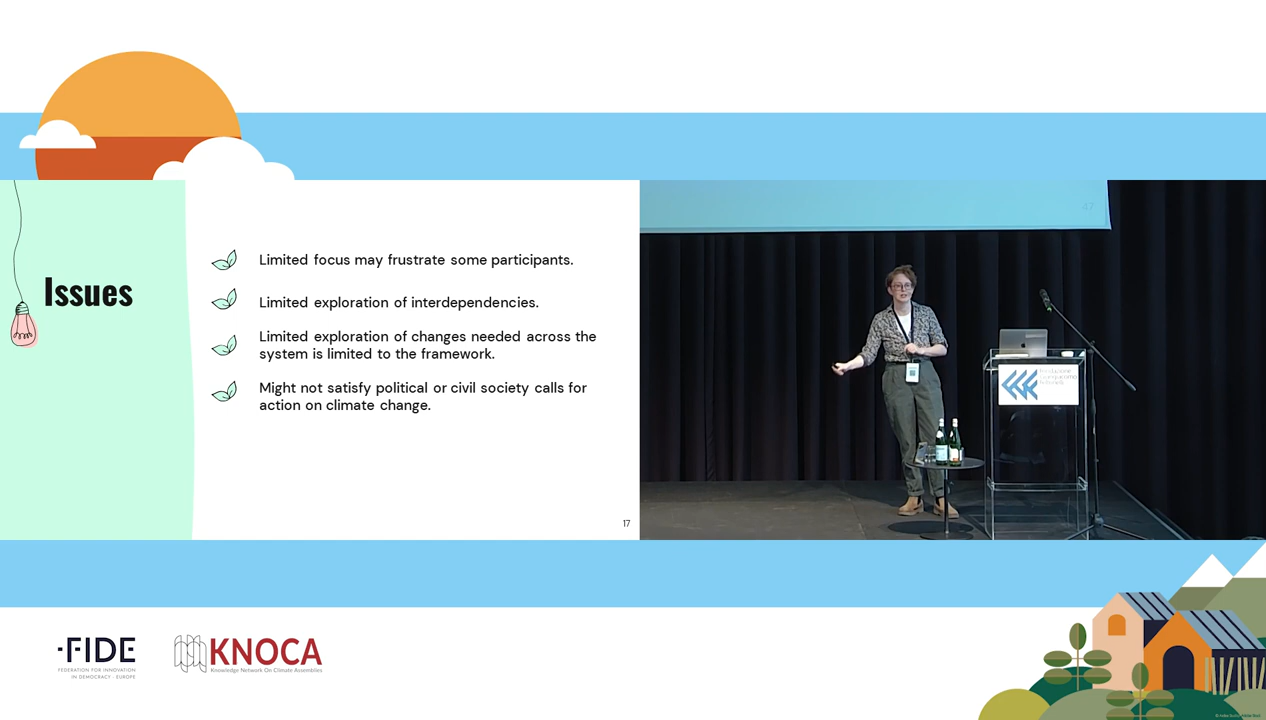 Issues
Limited focus may frustrate some participants.
Limited exploration of interdependencies.
Limited exploration of changes needed across the
system is limited to the framework.
Might not satisfy political or civil society calls for
action on climate change.
17
47
FIDE
FEDERATION FOR INNOVATION
IN DEMOCRACY - EUROPE
KNOCA
Knowledge Network On Climate Assemblies